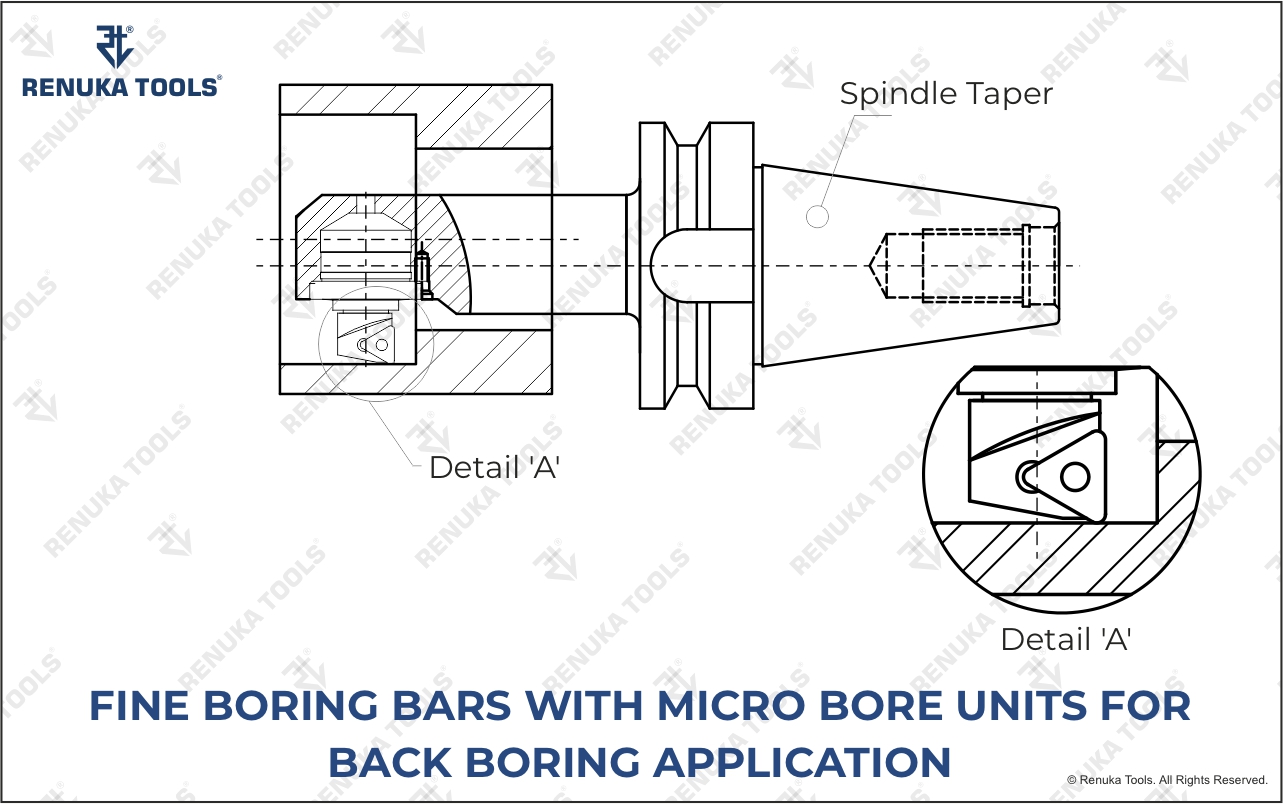 RENUKA TOOLS®
Spindle Taper
Detail 'A'
Detail 'A'
FINE BORING BARS WITH MICRO BORE UNITS FOR
BACK BORING APPLICATION
© Renuka Tools. All Rights Reserved.